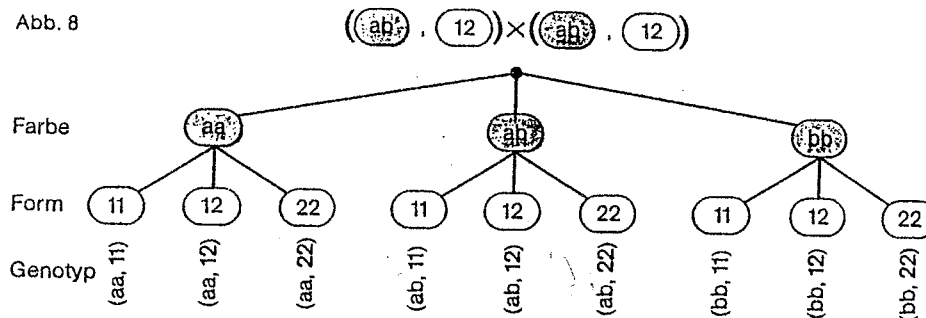 Abb. 8
(ab , 12)×(ab , 12)
Farbe aa ab bb
Form 11 12 22 11 12 22 11 12 22
Genotyp (aa, 11) (aa, 12) (aa, 22) (ab, 11) (ab, 12) (ab, 22) (bb, 11) (bb, 12) (bb, 22)